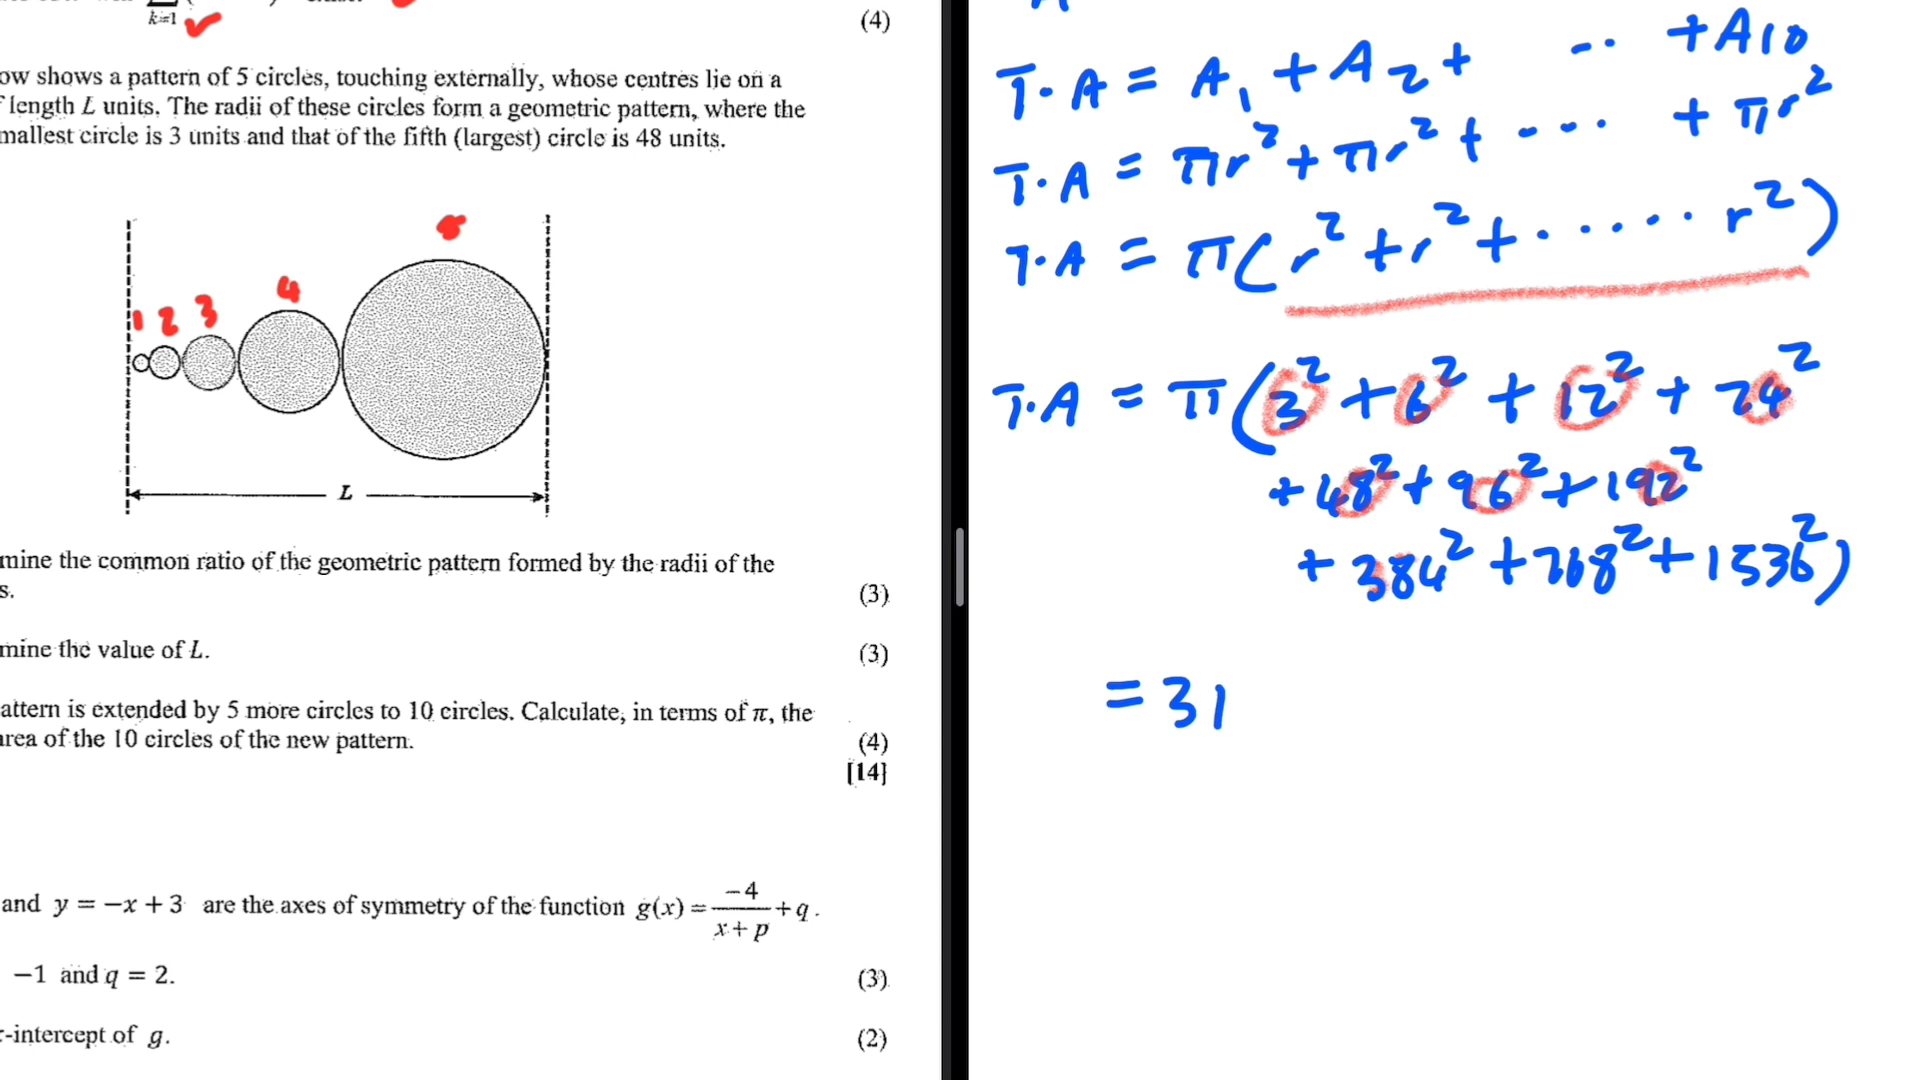 k=1
(4)
ow shows a pattern of 5 circles, touching externally, whose centres lie on a
length L units. The radii of these circles form a geometric pattern, where the
mallest circle is 3 units and that of the fifth (largest) circle is 48 units.
1 2 3 4
L
mine the common ratio of the geometric pattern formed by the radii of the
s. (3)
mine the value of L. (3)
attern is extended by 5 more circles to 10 circles. Calculate, in terms of π, the
area of the 10 circles of the new pattern. (4)
[14]
and y = −x + 3 are the axes of symmetry of the function g(x) = −4/(x + p) + q.
−1 and q = 2. (3)
-intercept of g. (2)
T·A = A₁ + A₂ + ·· + A10
T·A = πr² + πr² + --- + πr²
T·A = π(r² + r² + ······ r²)
T·A = π(3² + 6² + 12² + 24²
+ 48² + 96² + 192²
+ 384² + 768² + 1536²)
= 31